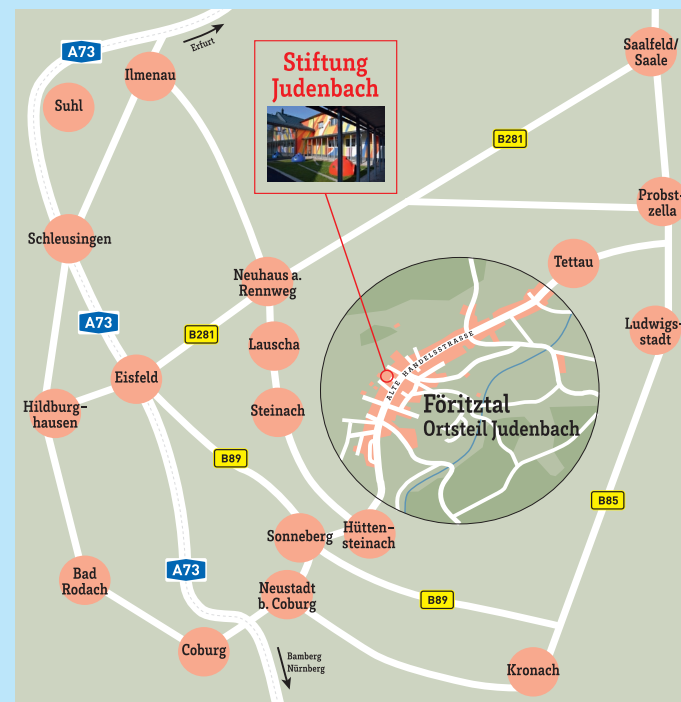 A73
Erfurt
Ilmenau
Suhl
Stiftung
Judenbach
Saalfeld/
Saale
B281
Probst-
zella
Schleusingen
Tettau
Neuhaus a.
Rennweg
A73
B281
Lauscha
Ludwigs-
stadt
ALTE HANDELSSTRASSE
Eisfeld
Steinach
Hildburg-
hausen
Föritztal
Ortsteil Judenbach
B89
B85
Sonneberg
Hütten-
steinach
A73
Bad
Rodach
Neustadt
b. Coburg
B89
Coburg
Bamberg
Nürnberg
Kronach